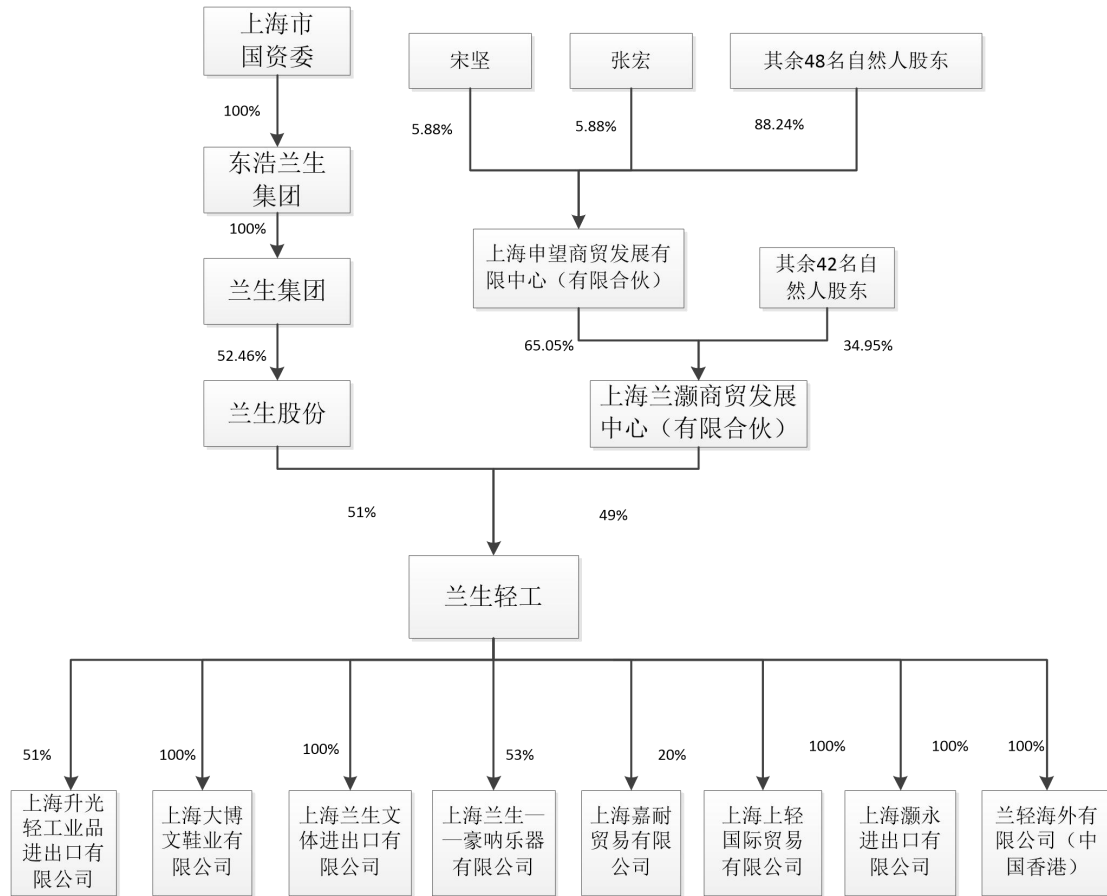 上海市
国资委
宋坚
张宏
其余48名自然人股东
100%
5.88%
5.88%
88.24%
东浩兰生
集团
100%
上海申望商贸发展有
限中心（有限合伙）
其余42名自
然人股东
兰生集团
52.46%
65.05%
34.95%
兰生股份
上海兰灏商贸发展
中心（有限合伙）
51%
49%
兰生轻工
51%
100%
100%
53%
20%
100%
100%
100%
上海升光
轻工业品
进出口有
限公司
上海大博
文鞋业有
限公司
上海兰生文
体进出口有
限公司
上海兰生—
—豪呐乐器
有限公司
上海嘉耐
贸易有限
公司
上海上轻
国际贸易
有限公司
上海灏永
进出口有
限公司
兰轻海外有
限公司（中
国香港）